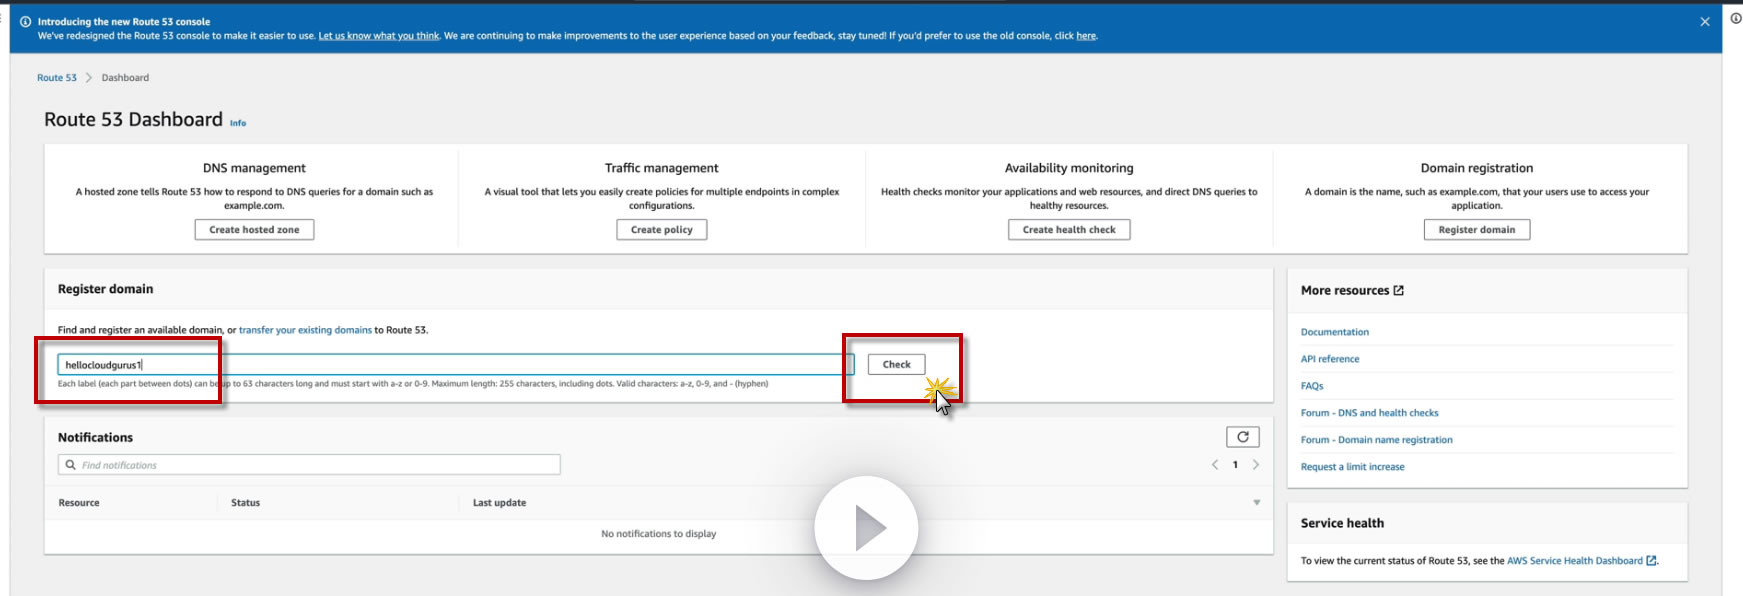 Introducing the new Route 53 console
We've redesigned the Route 53 console to make it easier to use. Let us know what you think. We are continuing to make improvements to the user experience based on your feedback, stay tuned! If you'd prefer to use the old console, click here.
Route 53 > Dashboard
Route 53 Dashboard Info
DNS management
A hosted zone tells Route 53 how to respond to DNS queries for a domain such as
example.com.
Create hosted zone
Traffic management
A visual tool that lets you easily create policies for multiple endpoints in complex
configurations.
Create policy
Availability monitoring
Health checks monitor your applications and web resources, and direct DNS queries to
healthy resources.
Create health check
Domain registration
A domain is the name, such as example.com, that your users use to access your
application.
Register domain
Register domain
Find and register an available domain, or transfer your existing domains to Route 53.
hellocloudgurus1
Check
Each label (each part between dots) can be up to 63 characters long and must start with a-z or 0-9. Maximum length: 255 characters, including dots. Valid characters: a-z, 0-9, and - (hyphen)
Notifications
Find notifications
1
Resource Status Last update
No notifications to display
More resources
Documentation
API reference
FAQs
Forum - DNS and health checks
Forum - Domain name registration
Request a limit increase
Service health
To view the current status of Route 53, see the AWS Service Health Dashboard .